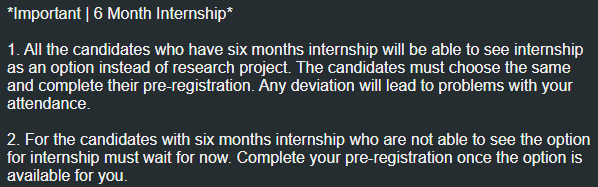 *Important | 6 Month Internship*
1. All the candidates who have six months internship will be able to see internship
as an option instead of research project. The candidates must choose the same
and complete their pre-registration. Any deviation will lead to problems with your
attendance.
2. For the candidates with six months internship who are not able to see the option
for internship must wait for now. Complete your pre-registration once the option is
available for you.